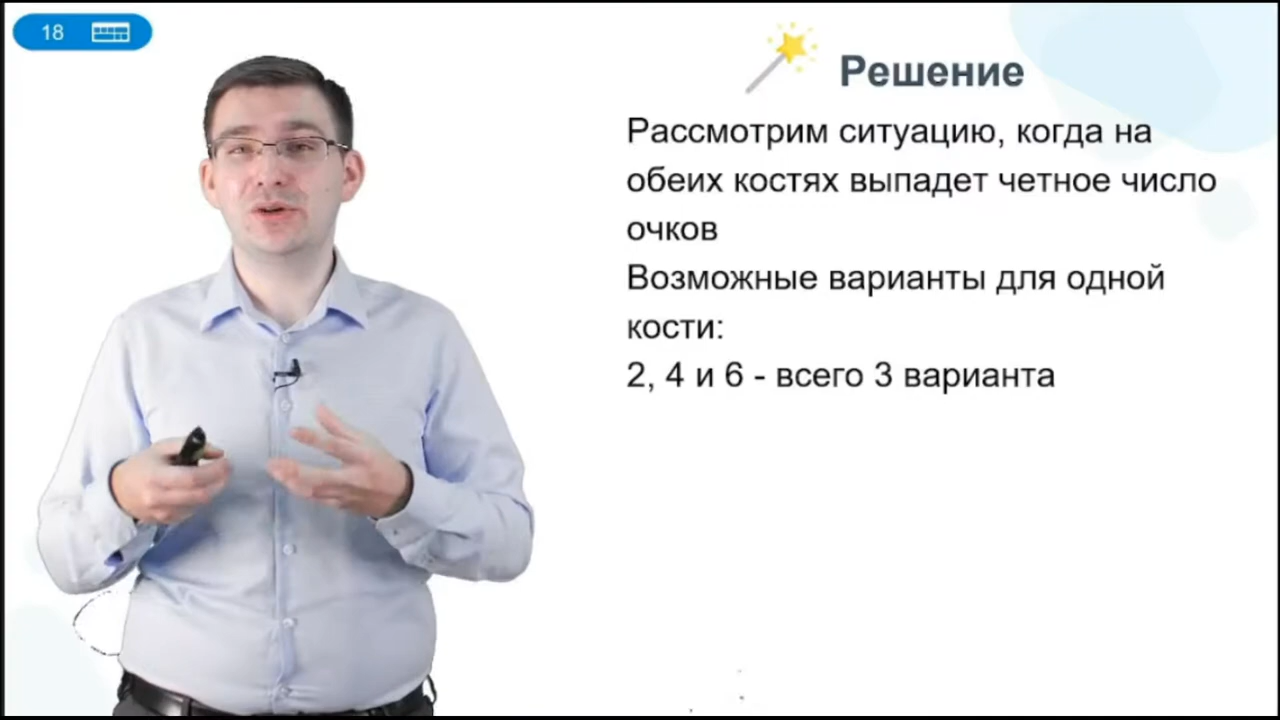 18
Решение
Рассмотрим ситуацию, когда на
обеих костях выпадет четное число
очков
Возможные варианты для одной
кости:
2, 4 и 6 - всего 3 варианта